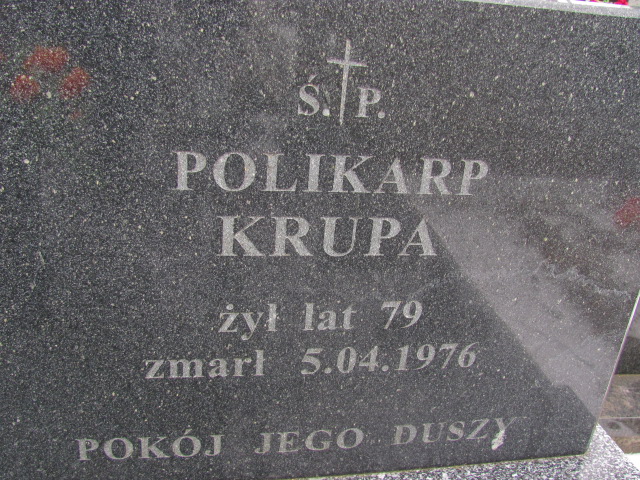 Ś.P.
POLIKARP
KRUPA
żył lat 79
zmarł 5.04.1976
POKÓJ JEGO DUSZY